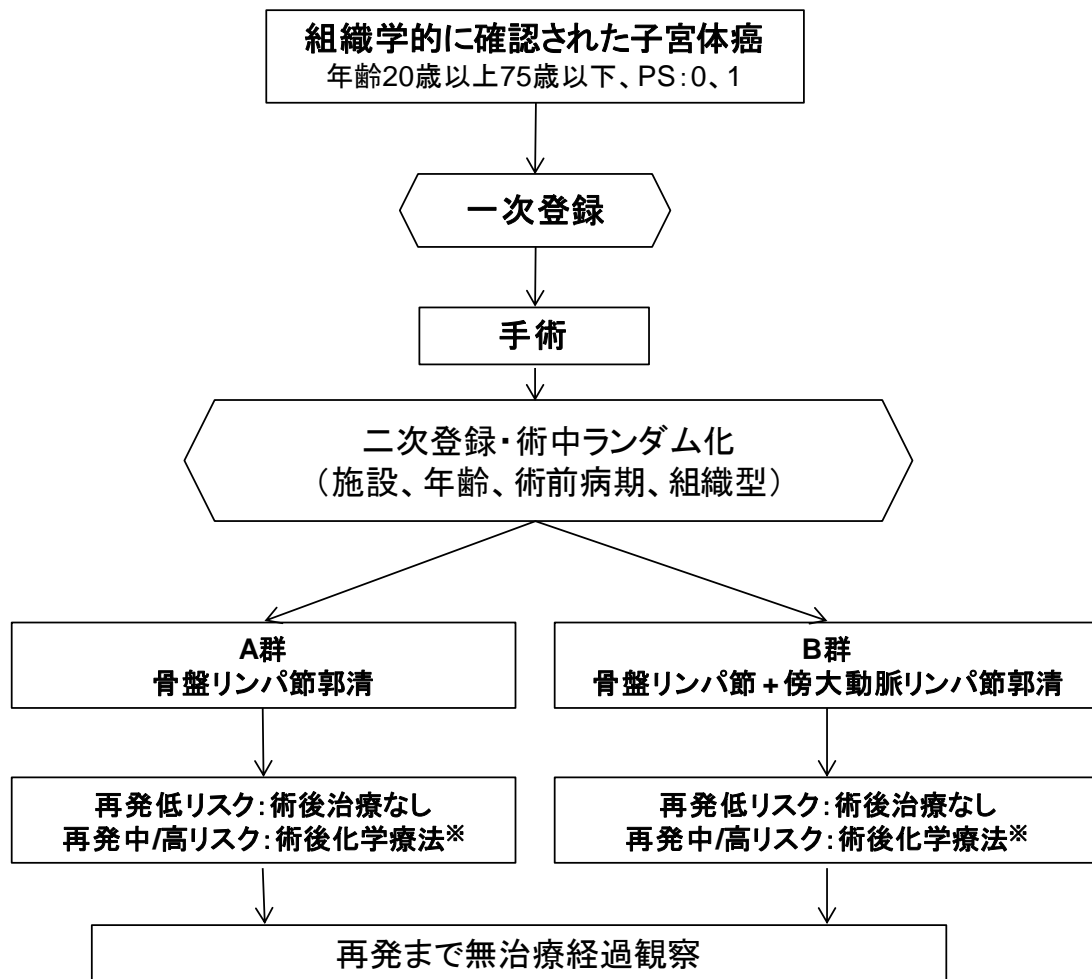 組織学的に確認された子宮体癌
年齢20歳以上75歳以下、PS:0、1
一次登録
手術
二次登録・術中ランダム化
（施設、年齢、術前病期、組織型）
A群
骨盤リンパ節郭清
B群
骨盤リンパ節+傍大動脈リンパ節郭清
再発低リスク:術後治療なし
再発中/高リスク:術後化学療法※
再発低リスク:術後治療なし
再発中/高リスク:術後化学療法※
再発まで無治療経過観察